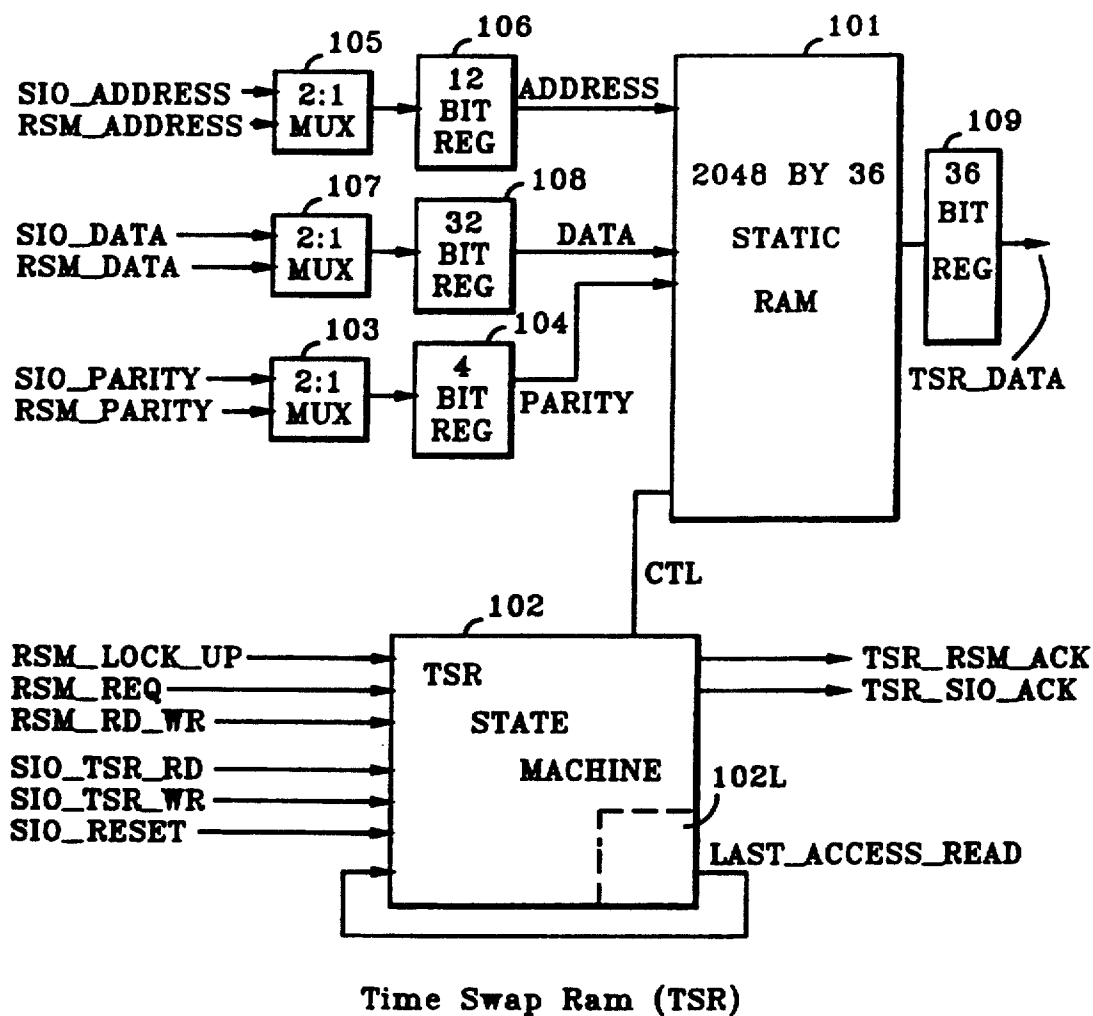 105
106
101
SIO_ADDRESS
RSM_ADDRESS
2:1
MUX
12
BIT
REG
ADDRESS
109
2048 BY 36
STATIC
RAM
36
BIT
REG
107
108
SIO_DATA
RSM_DATA
2:1
MUX
32
BIT
REG
DATA
103
104
SIO_PARITY
RSM_PARITY
2:1
MUX
4
BIT
REG
PARITY
TSR_DATA
CTL
102
RSM_LOCK_UP
RSM_REQ
RSM_RD_WR
SIO_TSR_RD
SIO_TSR_WR
SIO_RESET
TSR
STATE
MACHINE
TSR_RSM_ACK
TSR_SIO_ACK
102L
LAST_ACCESS_READ
Time Swap Ram (TSR)